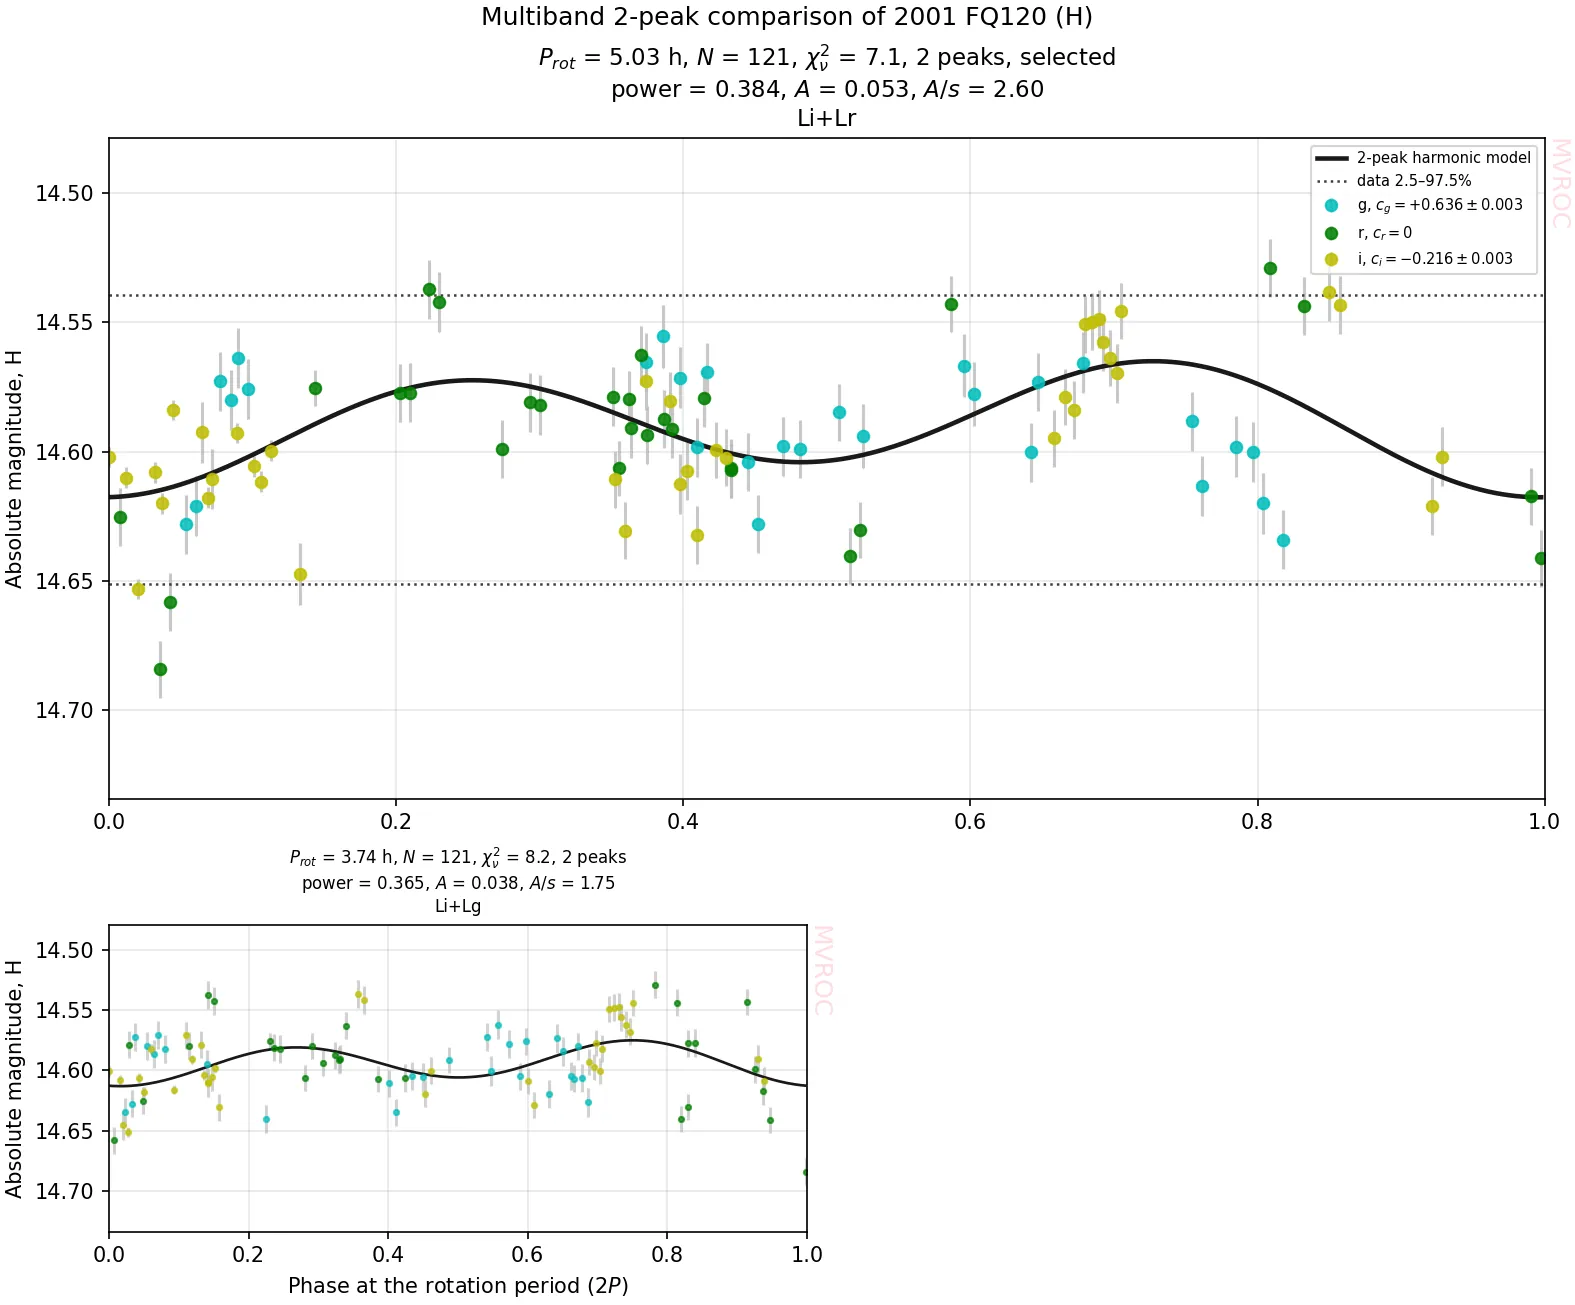 Multiband 2-peak comparison of 2001 FQ120 (H)
P_rot = 5.03 h, N = 121, χ²_ν = 7.1, 2 peaks, selected
power = 0.384, A = 0.053, A/s = 2.60
Li+Lr
2-peak harmonic model
data 2.5–97.5%
g, c_g = +0.636 ± 0.003
r, c_r = 0
i, c_i = −0.216 ± 0.003
MVROC
Absolute magnitude, H
14.50
14.55
14.60
14.65
14.70
0.0 0.2 0.4 0.6 0.8 1.0
P_rot = 3.74 h, N = 121, χ²_ν = 8.2, 2 peaks
power = 0.365, A = 0.038, A/s = 1.75
Li+Lg
MVROC
Absolute magnitude, H
14.50
14.55
14.60
14.65
14.70
0.0 0.2 0.4 0.6 0.8 1.0
Phase at the rotation period (2P)